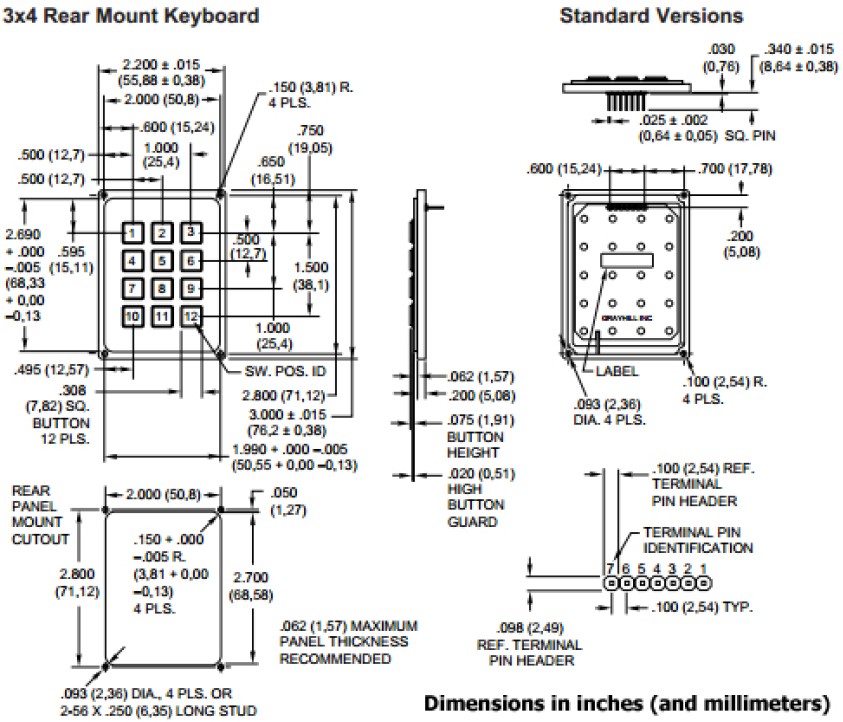 3x4 Rear Mount Keyboard
Standard Versions
2.200 ± .015
(55,88 ± 0,38)
2.000 (50,8)
.150 (3,81) R.
4 PLS.
.600 (15,24)
.500 (12,7)
1.000
(25,4)
.750
(19,05)
.500 (12,7)
.650
(16,51)
2.690
+ .000
–.005
(68,33
+ 0,00
–0,13
.595
(15,11)
1 2 3
4 5 6
7 8 9
10 11 12
.500
(12,7)
1.500
(38,1)
1.000
(25.4)
.495 (12,57)
SW. POS. ID
.308
(7,82) SQ.
BUTTON
12 PLS.
2.800 (71,12)
3.000 ± .015
(76,2 ± 0,38)
1.990 + .000 –.005
(50,55 + 0,00 –0,13)
.062 (1,57)
.200 (5,08)
.075 (1,91)
BUTTON
HEIGHT
.020 (0,51)
HIGH
BUTTON
GUARD
.030
(0,76)
.340 ± .015
(8,64 ± 0,38)
.025 ± .002
(0,64 ± 0,05) SQ. PIN
.600 (15,24)
.700 (17,78)
.200
(5,08)
GRAYHILL INC
LABEL
.093 (2,36)
DIA. 4 PLS.
.100 (2,54) R.
4 PLS.
REAR
PANEL
MOUNT
CUTOUT
2.000 (50,8)
.050
(1,27)
.150 + .000
–.005 R.
(3,81 + 0,00
–0,13)
4 PLS.
2.800
(71,12)
2.700
(68,58)
.062 (1,57) MAXIMUM
PANEL THICKNESS
RECOMMENDED
.093 (2,36) DIA., 4 PLS. OR
2-56 X .250 (6,35) LONG STUD
.100 (2,54) REF.
TERMINAL
PIN HEADER
TERMINAL PIN
IDENTIFICATION
7 6 5 4 3 2 1
.100 (2,54) TYP.
.098 (2,49)
REF. TERMINAL
PIN HEADER
Dimensions in inches (and millimeters)